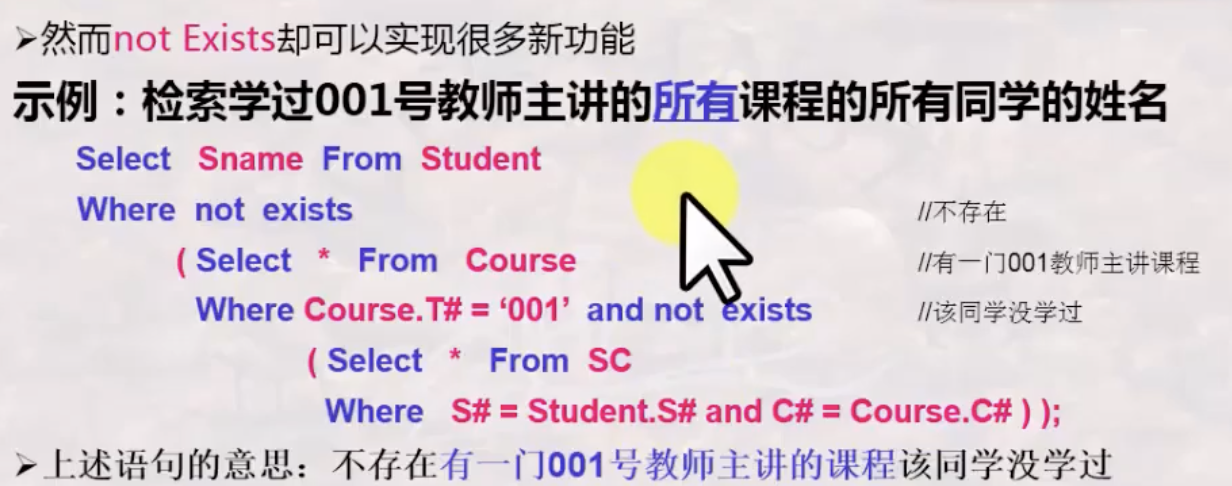 ➢然而not Exists却可以实现很多新功能
示例：检索学过001号教师主讲的所有课程的所有同学的姓名
Select Sname From Student
Where not exists //不存在
( Select * From Course //有一门001教师主讲课程
Where Course.T# = ‘001’ and not exists //该同学没学过
( Select * From SC
Where S# = Student.S# and C# = Course.C# ) );
➢上述语句的意思：不存在有一门001号教师主讲的课程该同学没学过